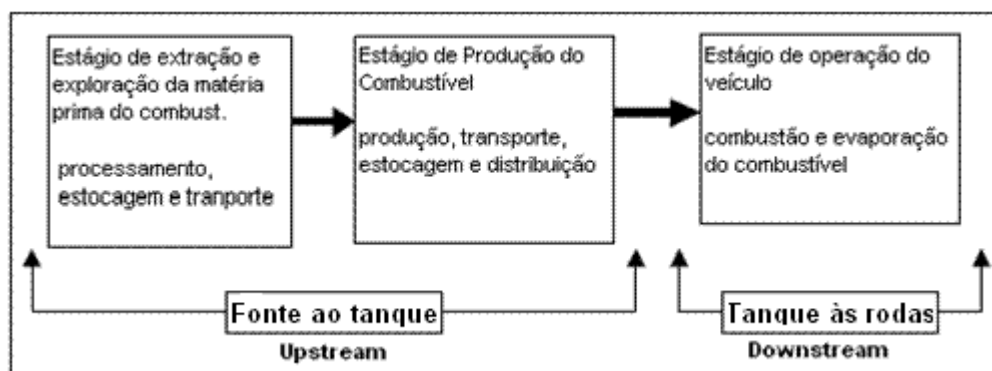 Estágio de extração e
exploração da matéria
prima do combust.
processamento,
estocagem e tranporte
Estágio de Produção do
Combustível
produção, transporte,
estocagem e distribuição
Estágio de operação do
veículo
combustão e evaporação
do combustível
Fonte ao tanque
Upstream
Tanque às rodas
Downstream